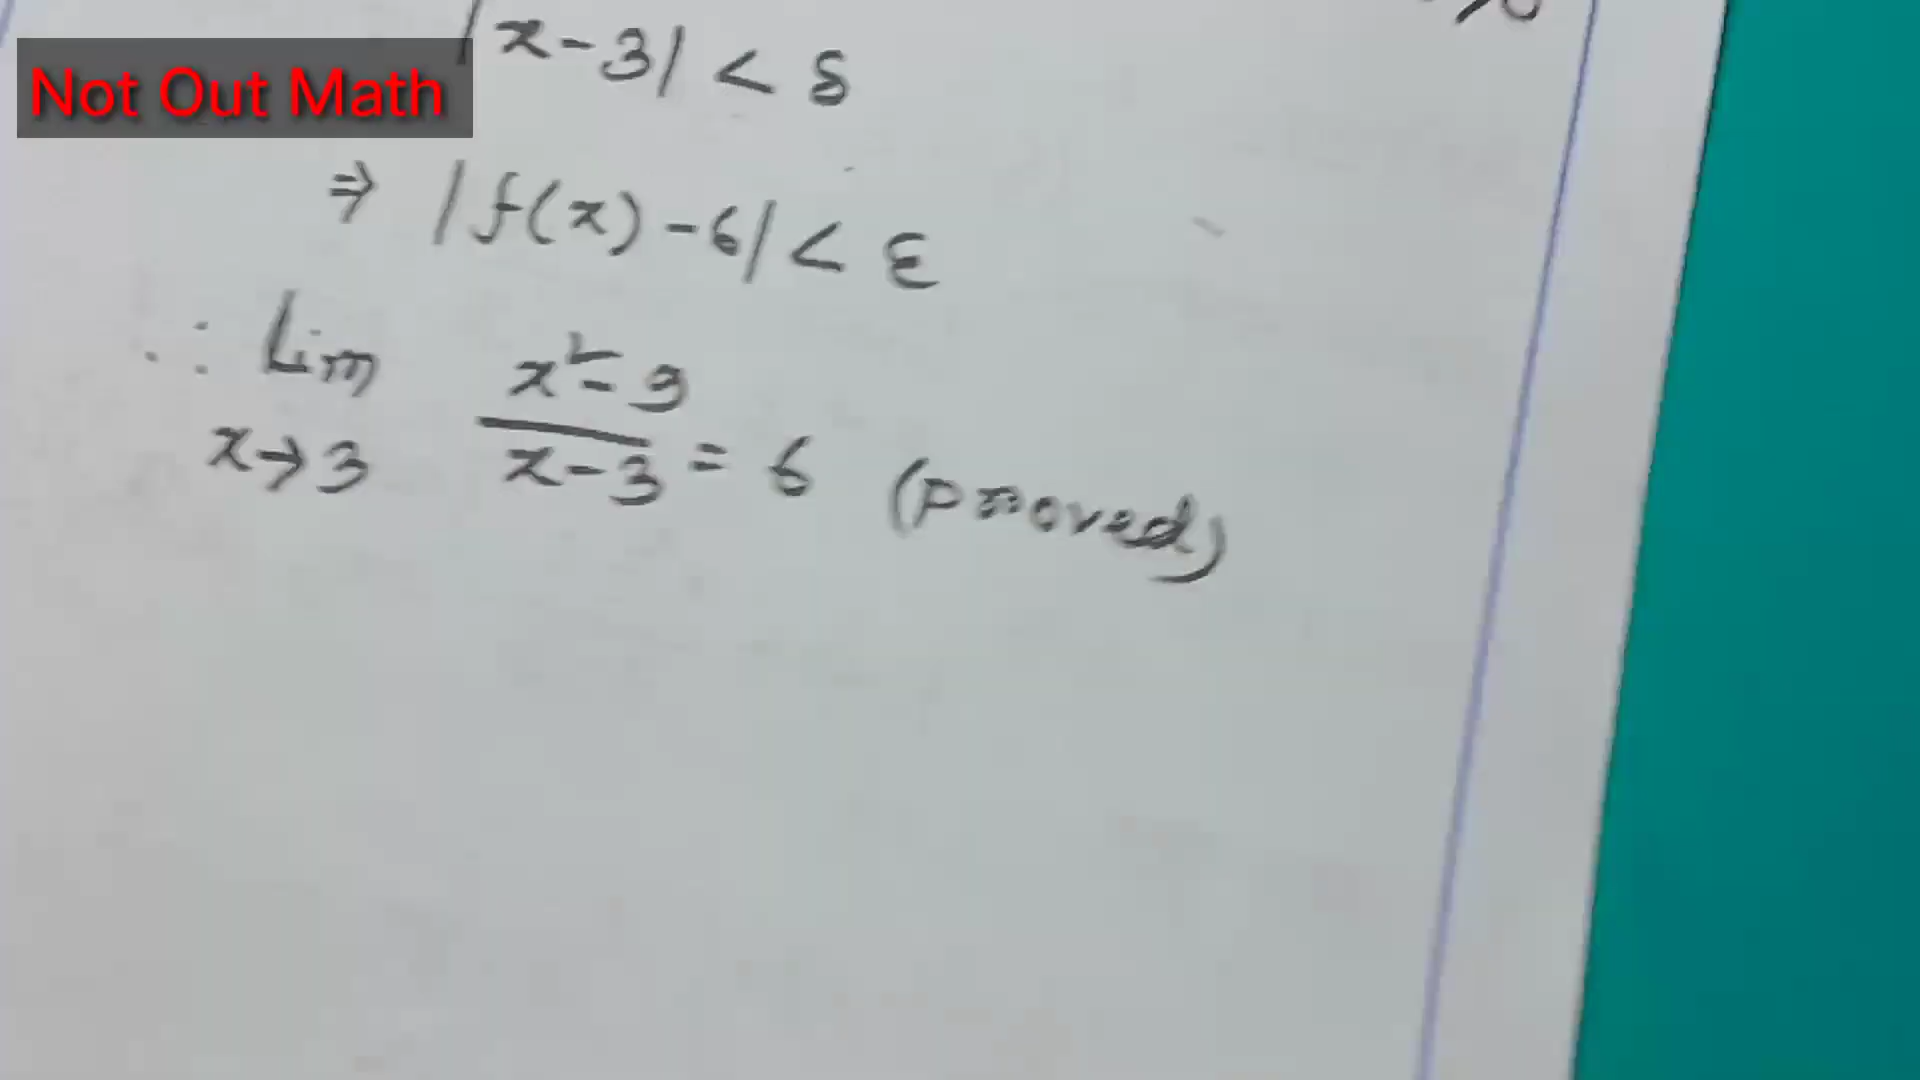 |x-3| < δ
Not Out Math
⇒ |f(x) -6| < ε
∴ Lim x²-9
x→3 x-3 = 6 (proved)